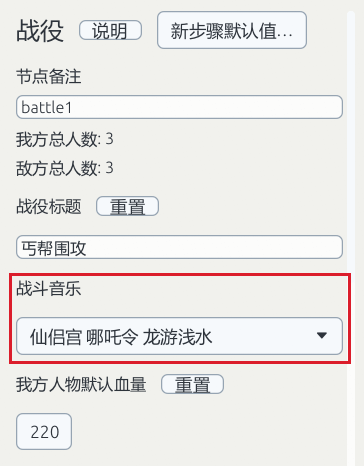 战役 说明 新步骤默认值...
节点备注
battle1
我方总人数: 3
敌方总人数: 3
战役标题 重置
丐帮围攻
战斗音乐
仙侣宫 哪吒令 龙游浅水
我方人物默认血量 重置
220